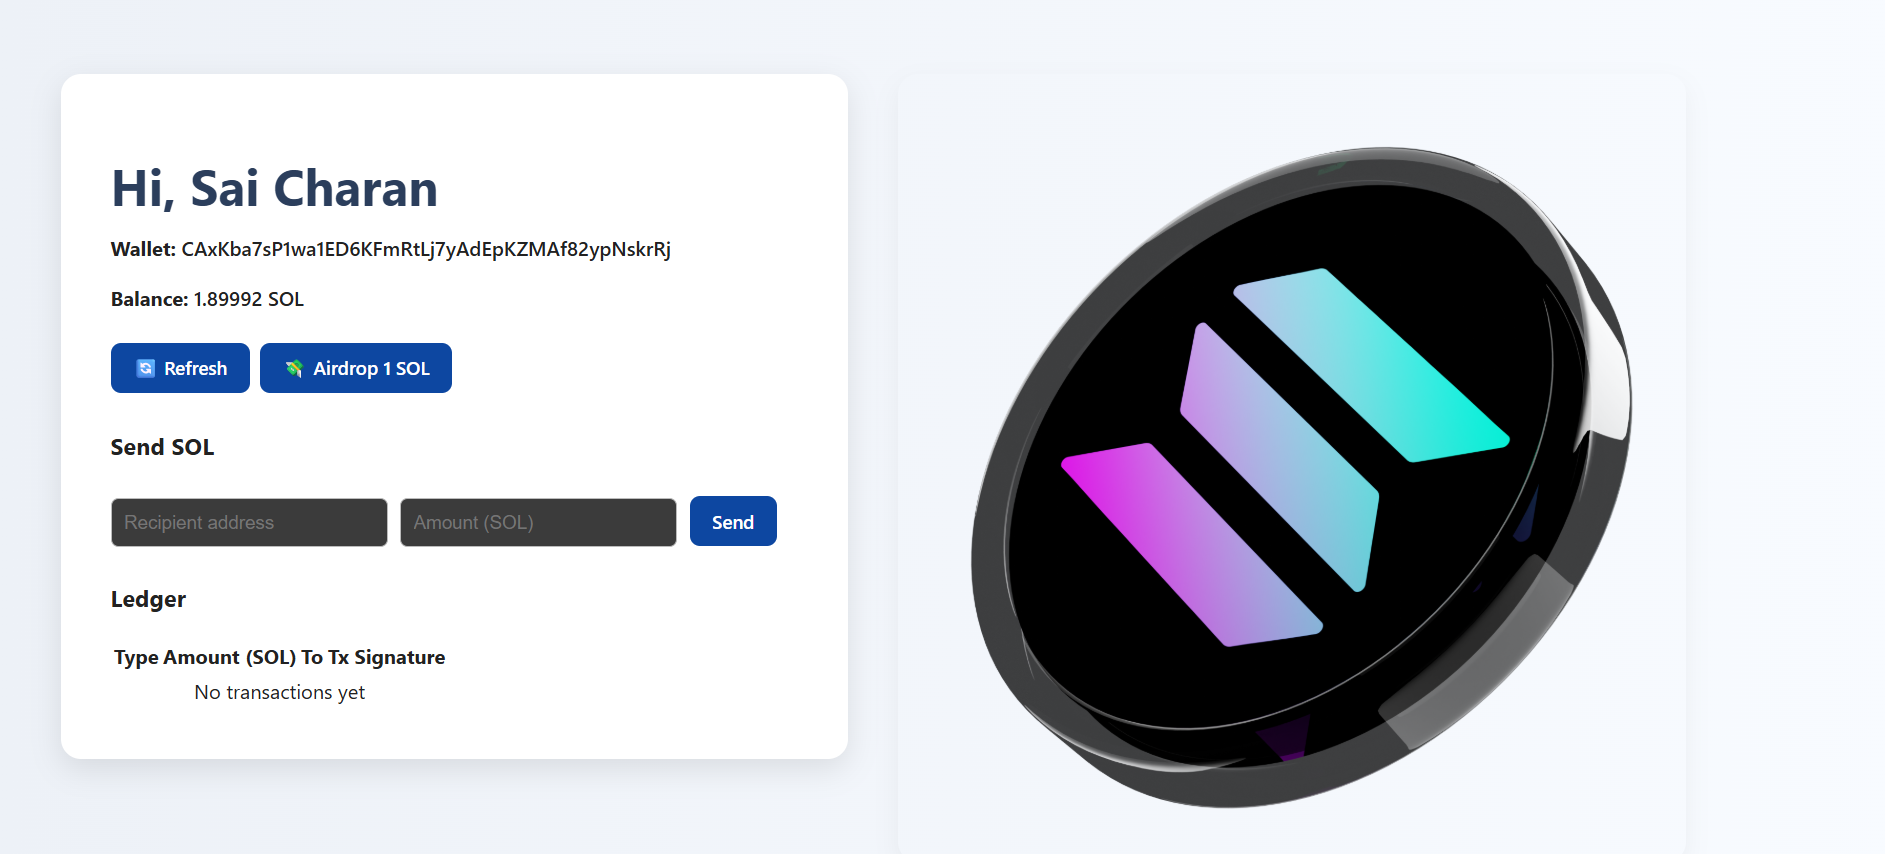 Hi, Sai Charan
Wallet: CAxKba7sP1wa1ED6KFmRtLj7yAdEpKZMAf82ypNskrRj
Balance: 1.89992 SOL
Refresh
Airdrop 1 SOL
Send SOL
Recipient address
Amount (SOL)
Send
Ledger
Type Amount (SOL) To Tx Signature
No transactions yet